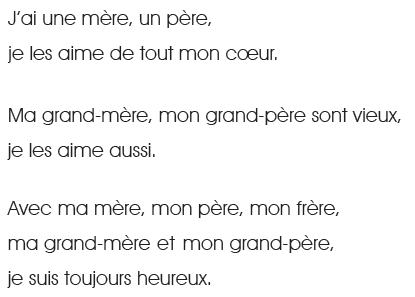 J'ai une mère, un père,
je les aime de tout mon cœur.
Ma grand-mère, mon grand-père sont vieux,
je les aime aussi.
Avec ma mère, mon père, mon frère,
ma grand-mère et mon grand-père,
je suis toujours heureux.